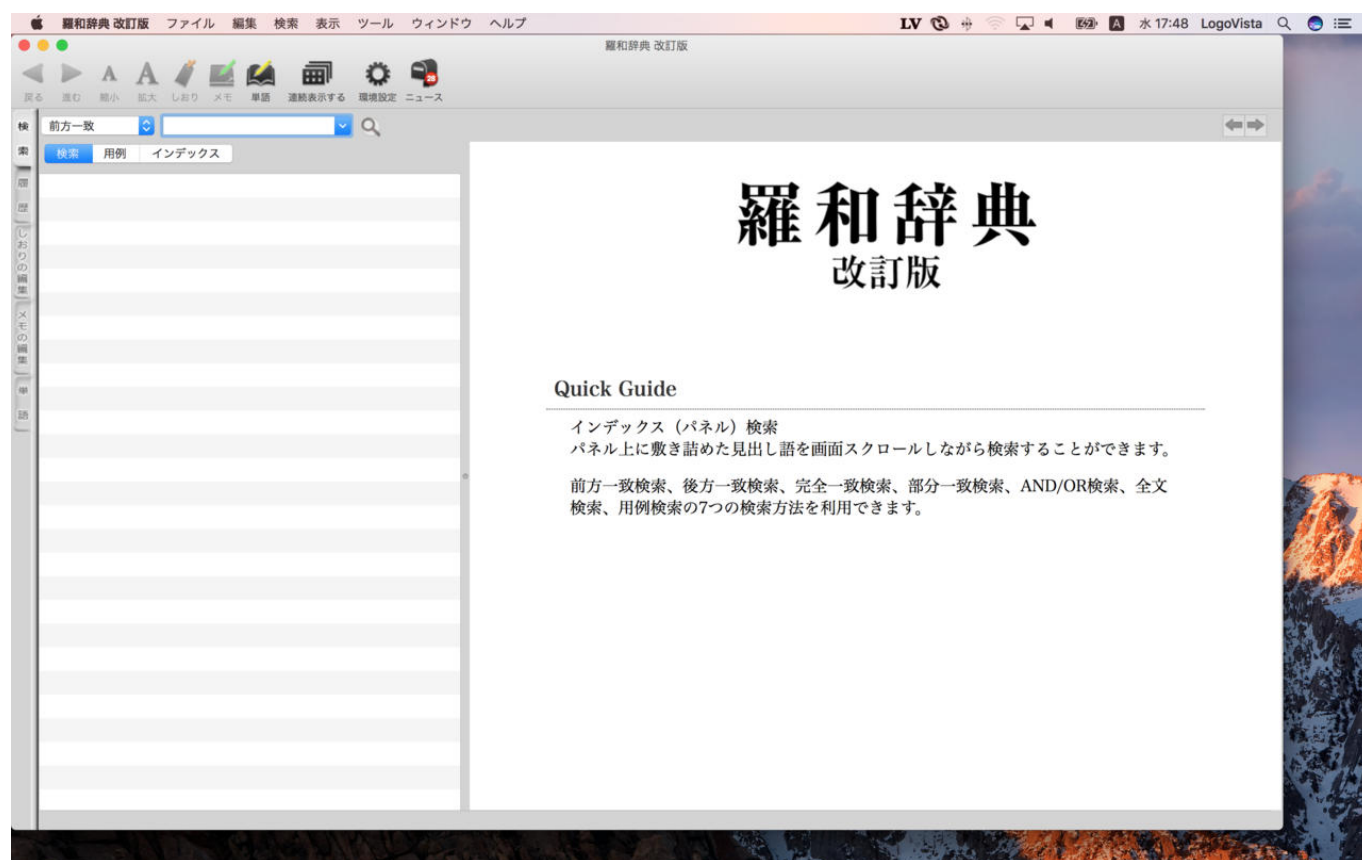 羅和辞典 改訂版 ファイル 編集 検索 表示 ツール ウィンドウ ヘルプ LV A 水 17:48 LogoVista
羅和辞典 改訂版
戻る 進む 縮小 拡大 しおり メモ 単語 連続表示する 環境設定 ニュース
検索
履歴
しおりの編集
メモの編集
単語
前方一致
検索 用例 インデックス
羅和辞典
改訂版
Quick Guide
インデックス（パネル）検索
パネル上に敷き詰めた見出し語を画面スクロールしながら検索することができます。
前方一致検索、後方一致検索、完全一致検索、部分一致検索、AND/OR検索、全文
検索、用例検索の7つの検索方法を利用できます。